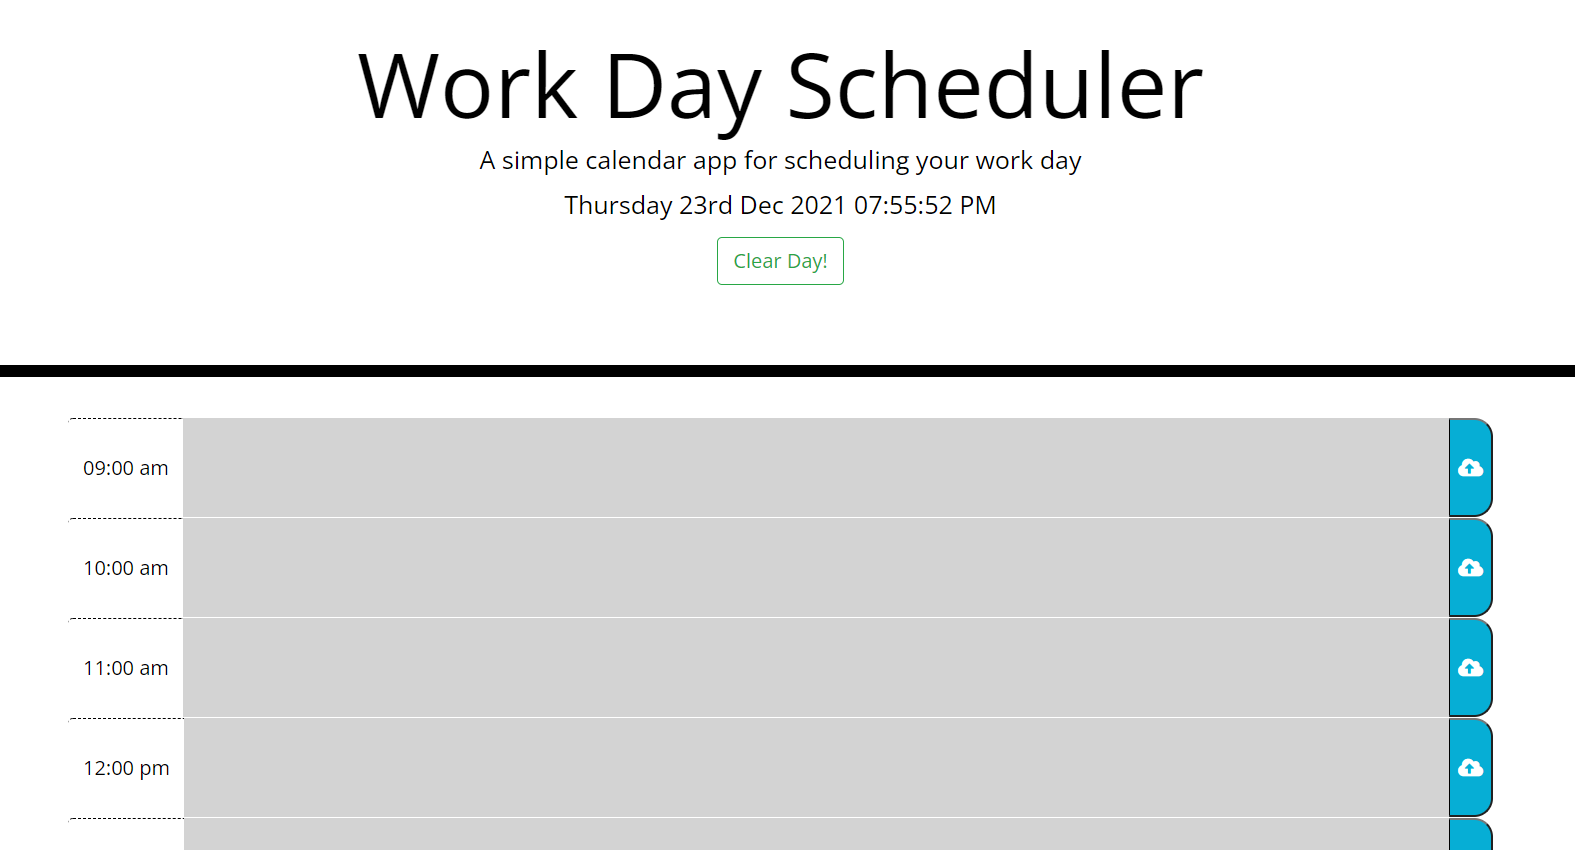 Work Day Scheduler
A simple calendar app for scheduling your work day
Thursday 23rd Dec 2021 07:55:52 PM
Clear Day!
09:00 am
10:00 am
11:00 am
12:00 pm